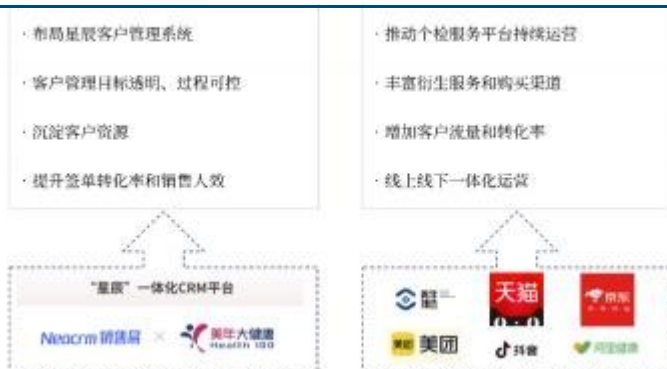 · 布局星辰客户管理系统
· 客户管理目标透明、过程可控
· 沉淀客户资源
· 提升签单转化率和销售人效
“星辰”一体化CRM平台
Neocrm 销售易 × 美年大健康
Health 100
· 推动个检服务平台持续运营
· 丰富衍生服务和购买渠道
· 增加客户流量和转化率
· 线上线下一体化运营
天猫
京东
美团 美团
抖音
阿里健康